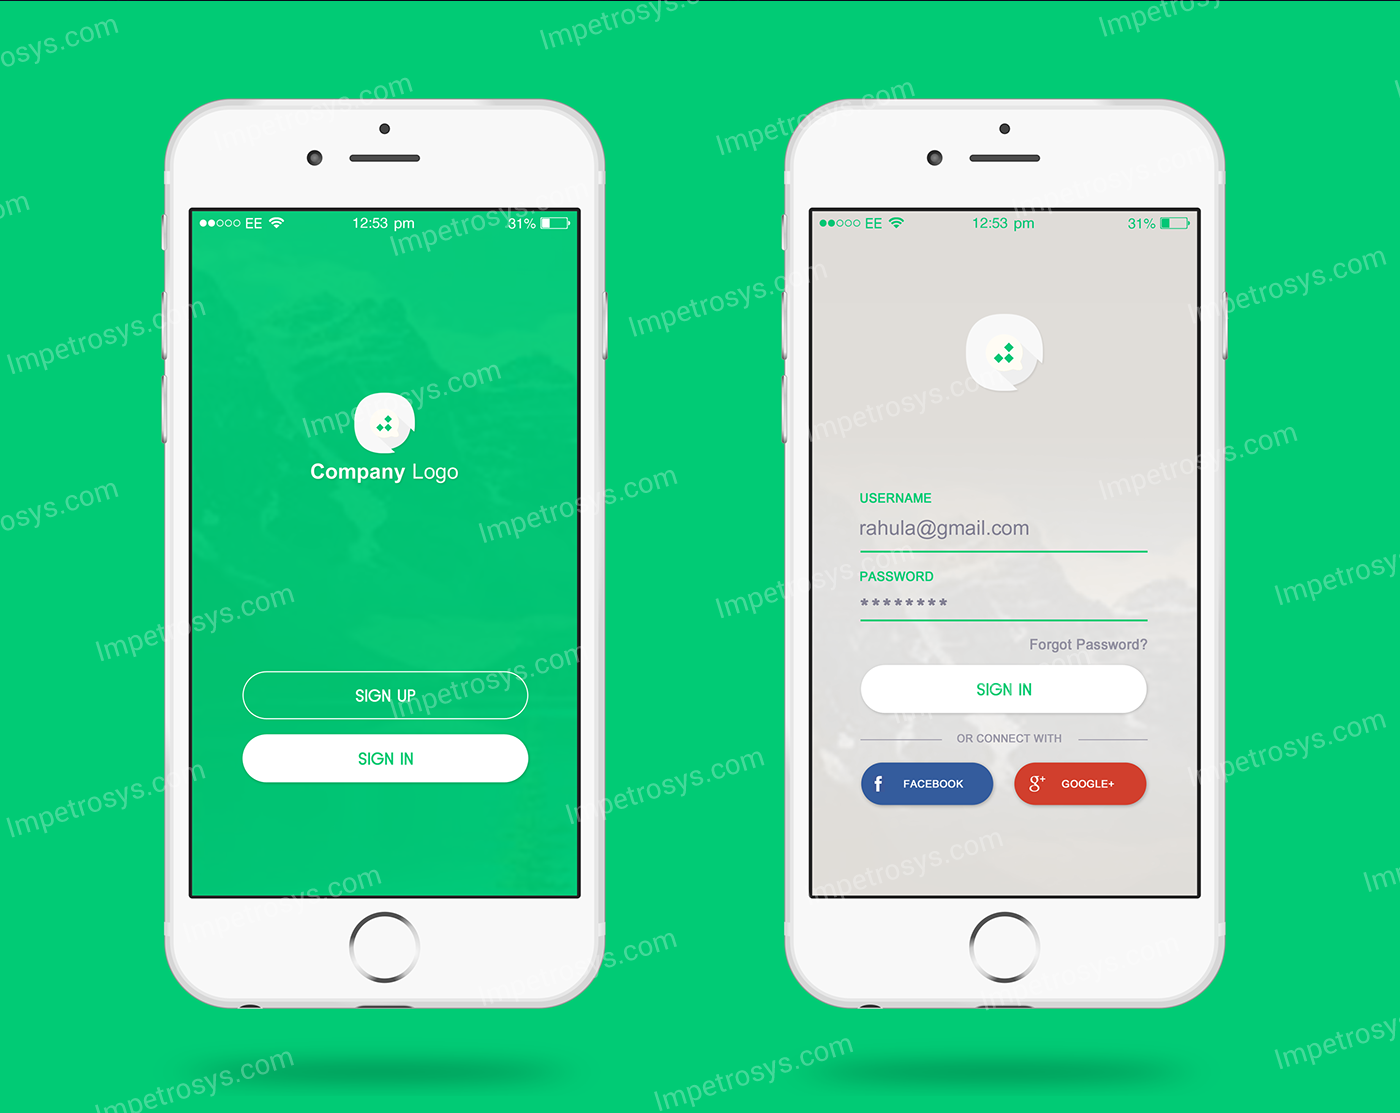 EE 12:53 pm 31%
Company Logo
SIGN UP
SIGN IN
EE 12:53 pm 31%
USERNAME
rahula@gmail.com
PASSWORD
********
Forgot Password?
SIGN IN
OR CONNECT WITH
f FACEBOOK
g+ GOOGLE+
Impetrosys.com